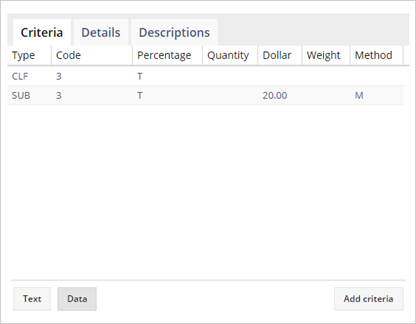 Criteria Details Descriptions
Type Code Percentage Quantity Dollar Weight Method
CLF 3 T
SUB 3 T 20.00 M
Text Data Add criteria